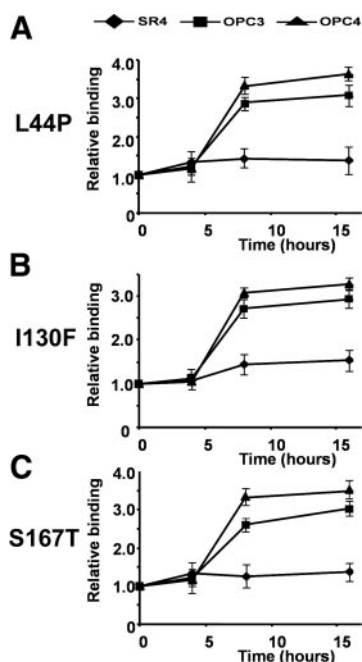 SR4 OPC3 OPC4
A
L44P
Relative binding
4.0
3.0
2.0
1.0
0
0 5 10 15
Time (hours)
B
I130F
Relative binding
3.0
2.0
1.0
0.0
0 5 10 15
Time (hours)
C
S167T
Relative binding
4.0
3.0
2.0
1.0
0
0 5 10 15
Time (hours)